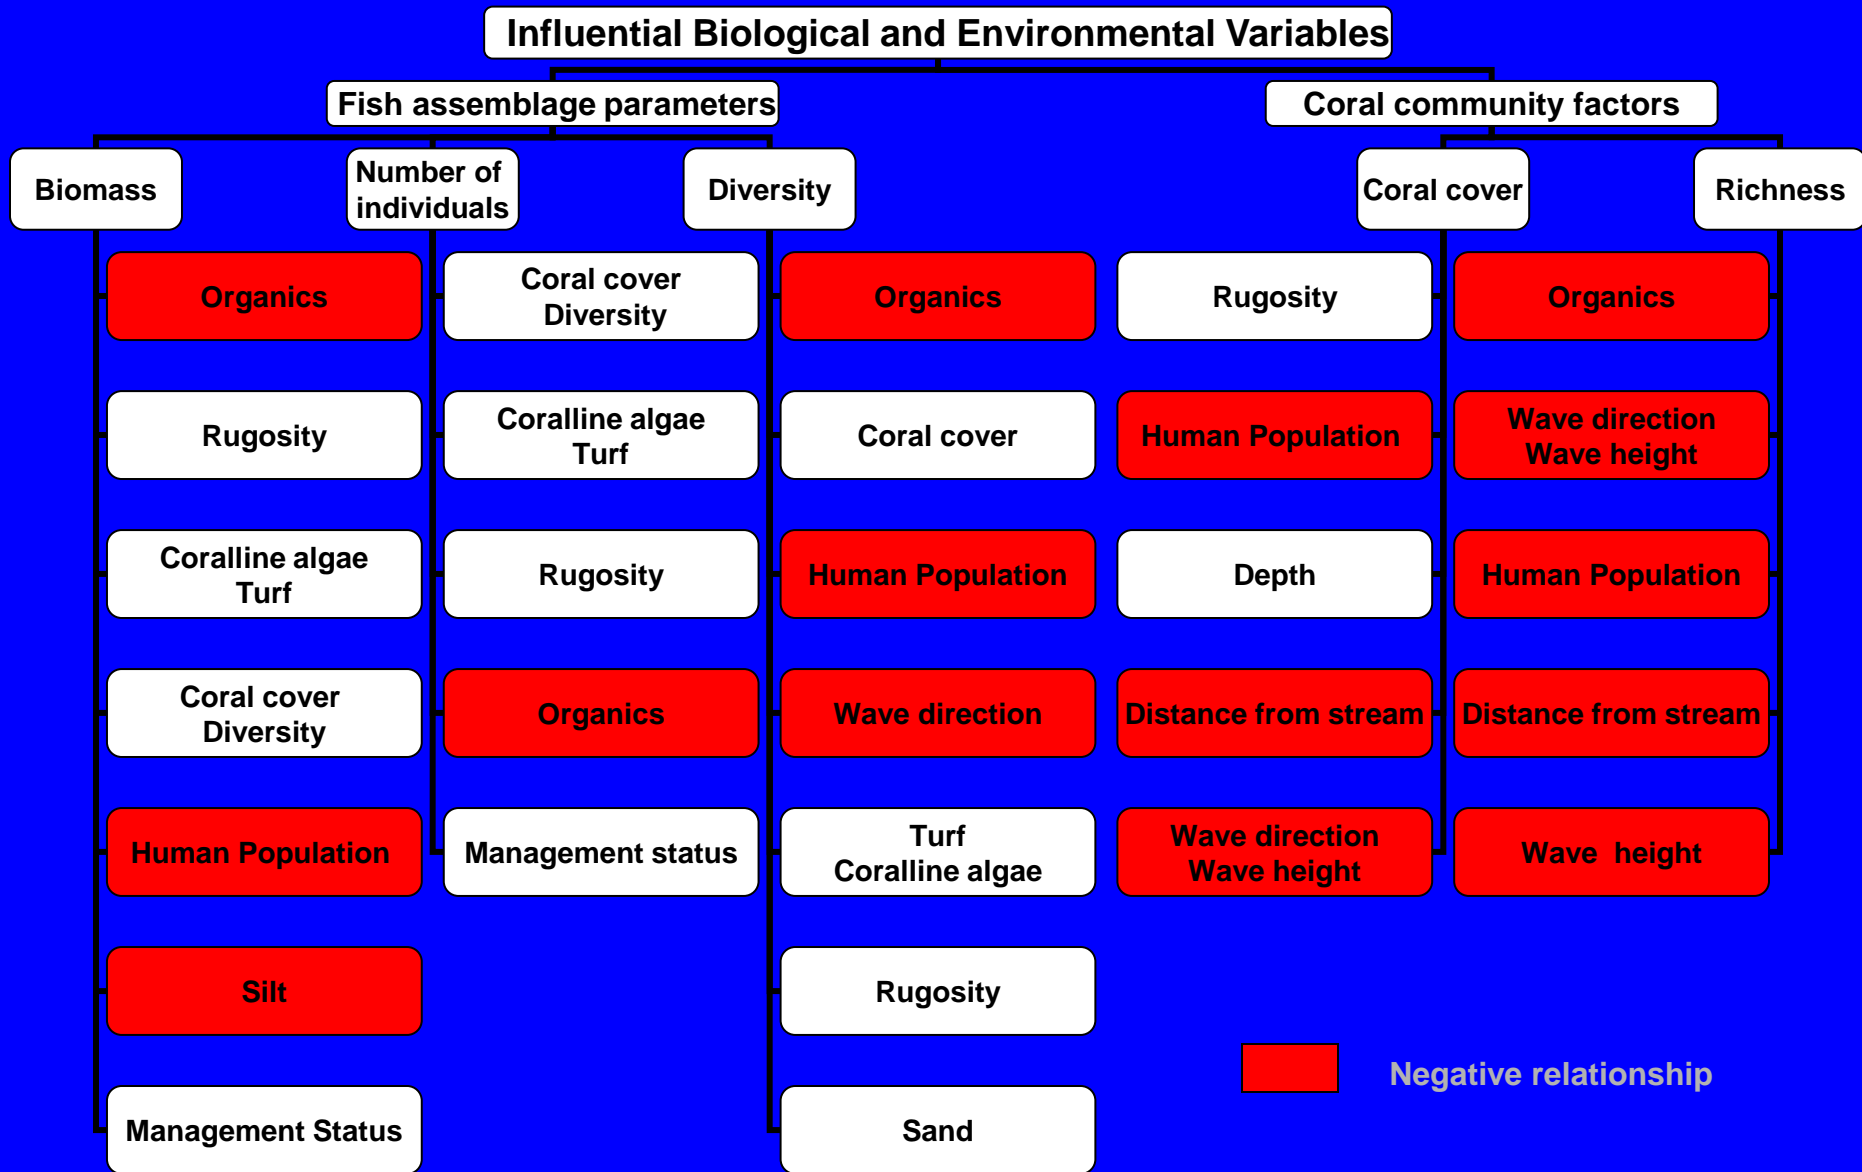 Influential Biological and Environmental Variables
Fish assemblage parameters
Coral community factors
Biomass
Number of
individuals
Diversity
Coral cover
Richness
Organics
Rugosity
Coralline algae
Turf
Coral cover
Diversity
Human Population
Silt
Management Status
Coral cover
Diversity
Coralline algae
Turf
Rugosity
Organics
Management status
Organics
Coral cover
Human Population
Wave direction
Turf
Coralline algae
Rugosity
Sand
Rugosity
Human Population
Depth
Distance from stream
Wave direction
Wave height
Organics
Wave direction
Wave height
Human Population
Distance from stream
Wave height
Negative relationship